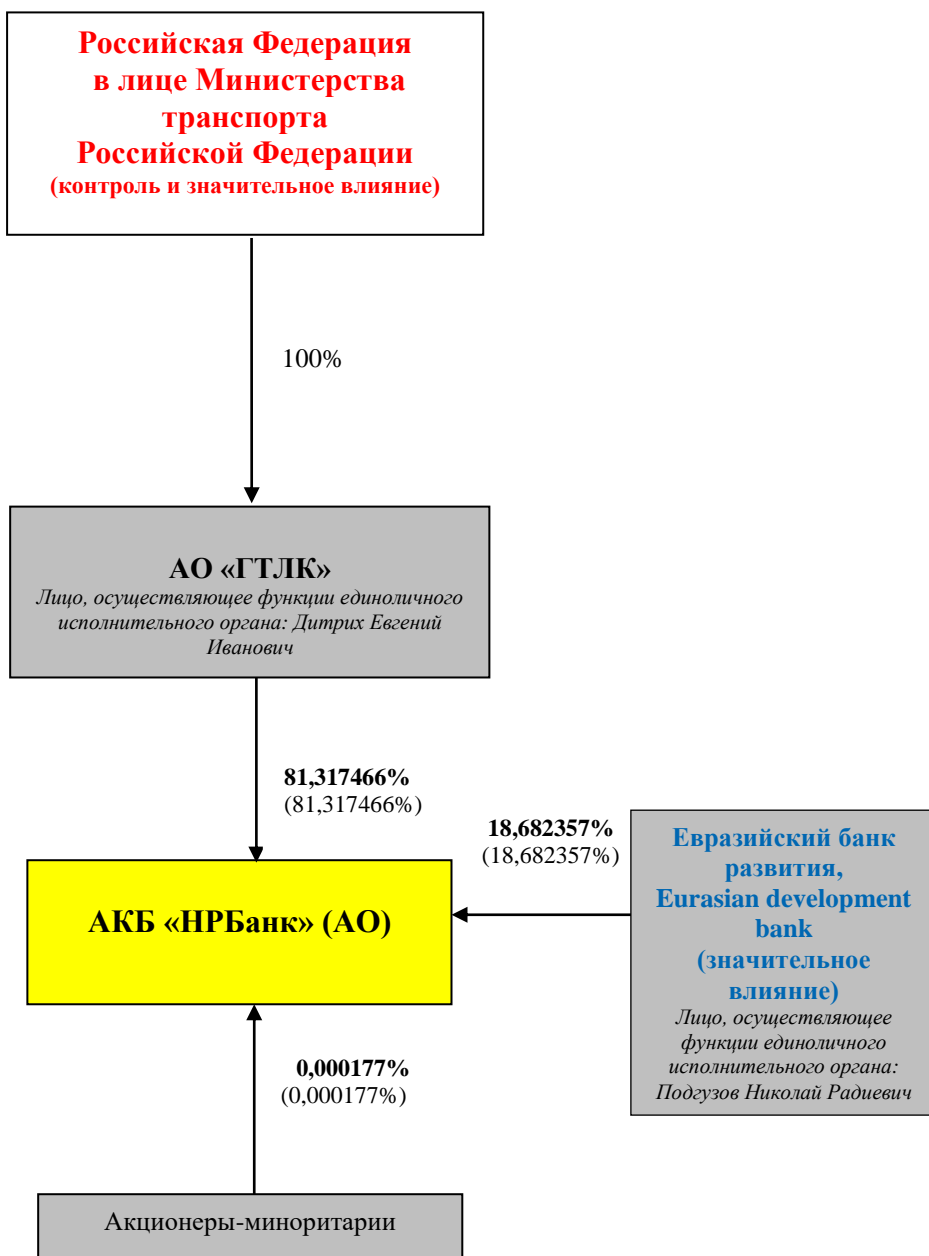 Российская Федерация
в лице Министерства
транспорта
Российской Федерации
(контроль и значительное влияние)
100%
АО «ГТЛК»
Лицо, осуществляющее функции единоличного
исполнительного органа: Дитрих Евгений
Иванович
81,317466%
(81,317466%)
18,682357%
(18,682357%)
Евразийский банк
развития,
Eurasian development
bank
(значительное
влияние)
Лицо, осуществляющее
функции единоличного
исполнительного органа:
Подгузов Николай Радиевич
АКБ «НРБанк» (АО)
0,000177%
(0,000177%)
Акционеры-миноритарии